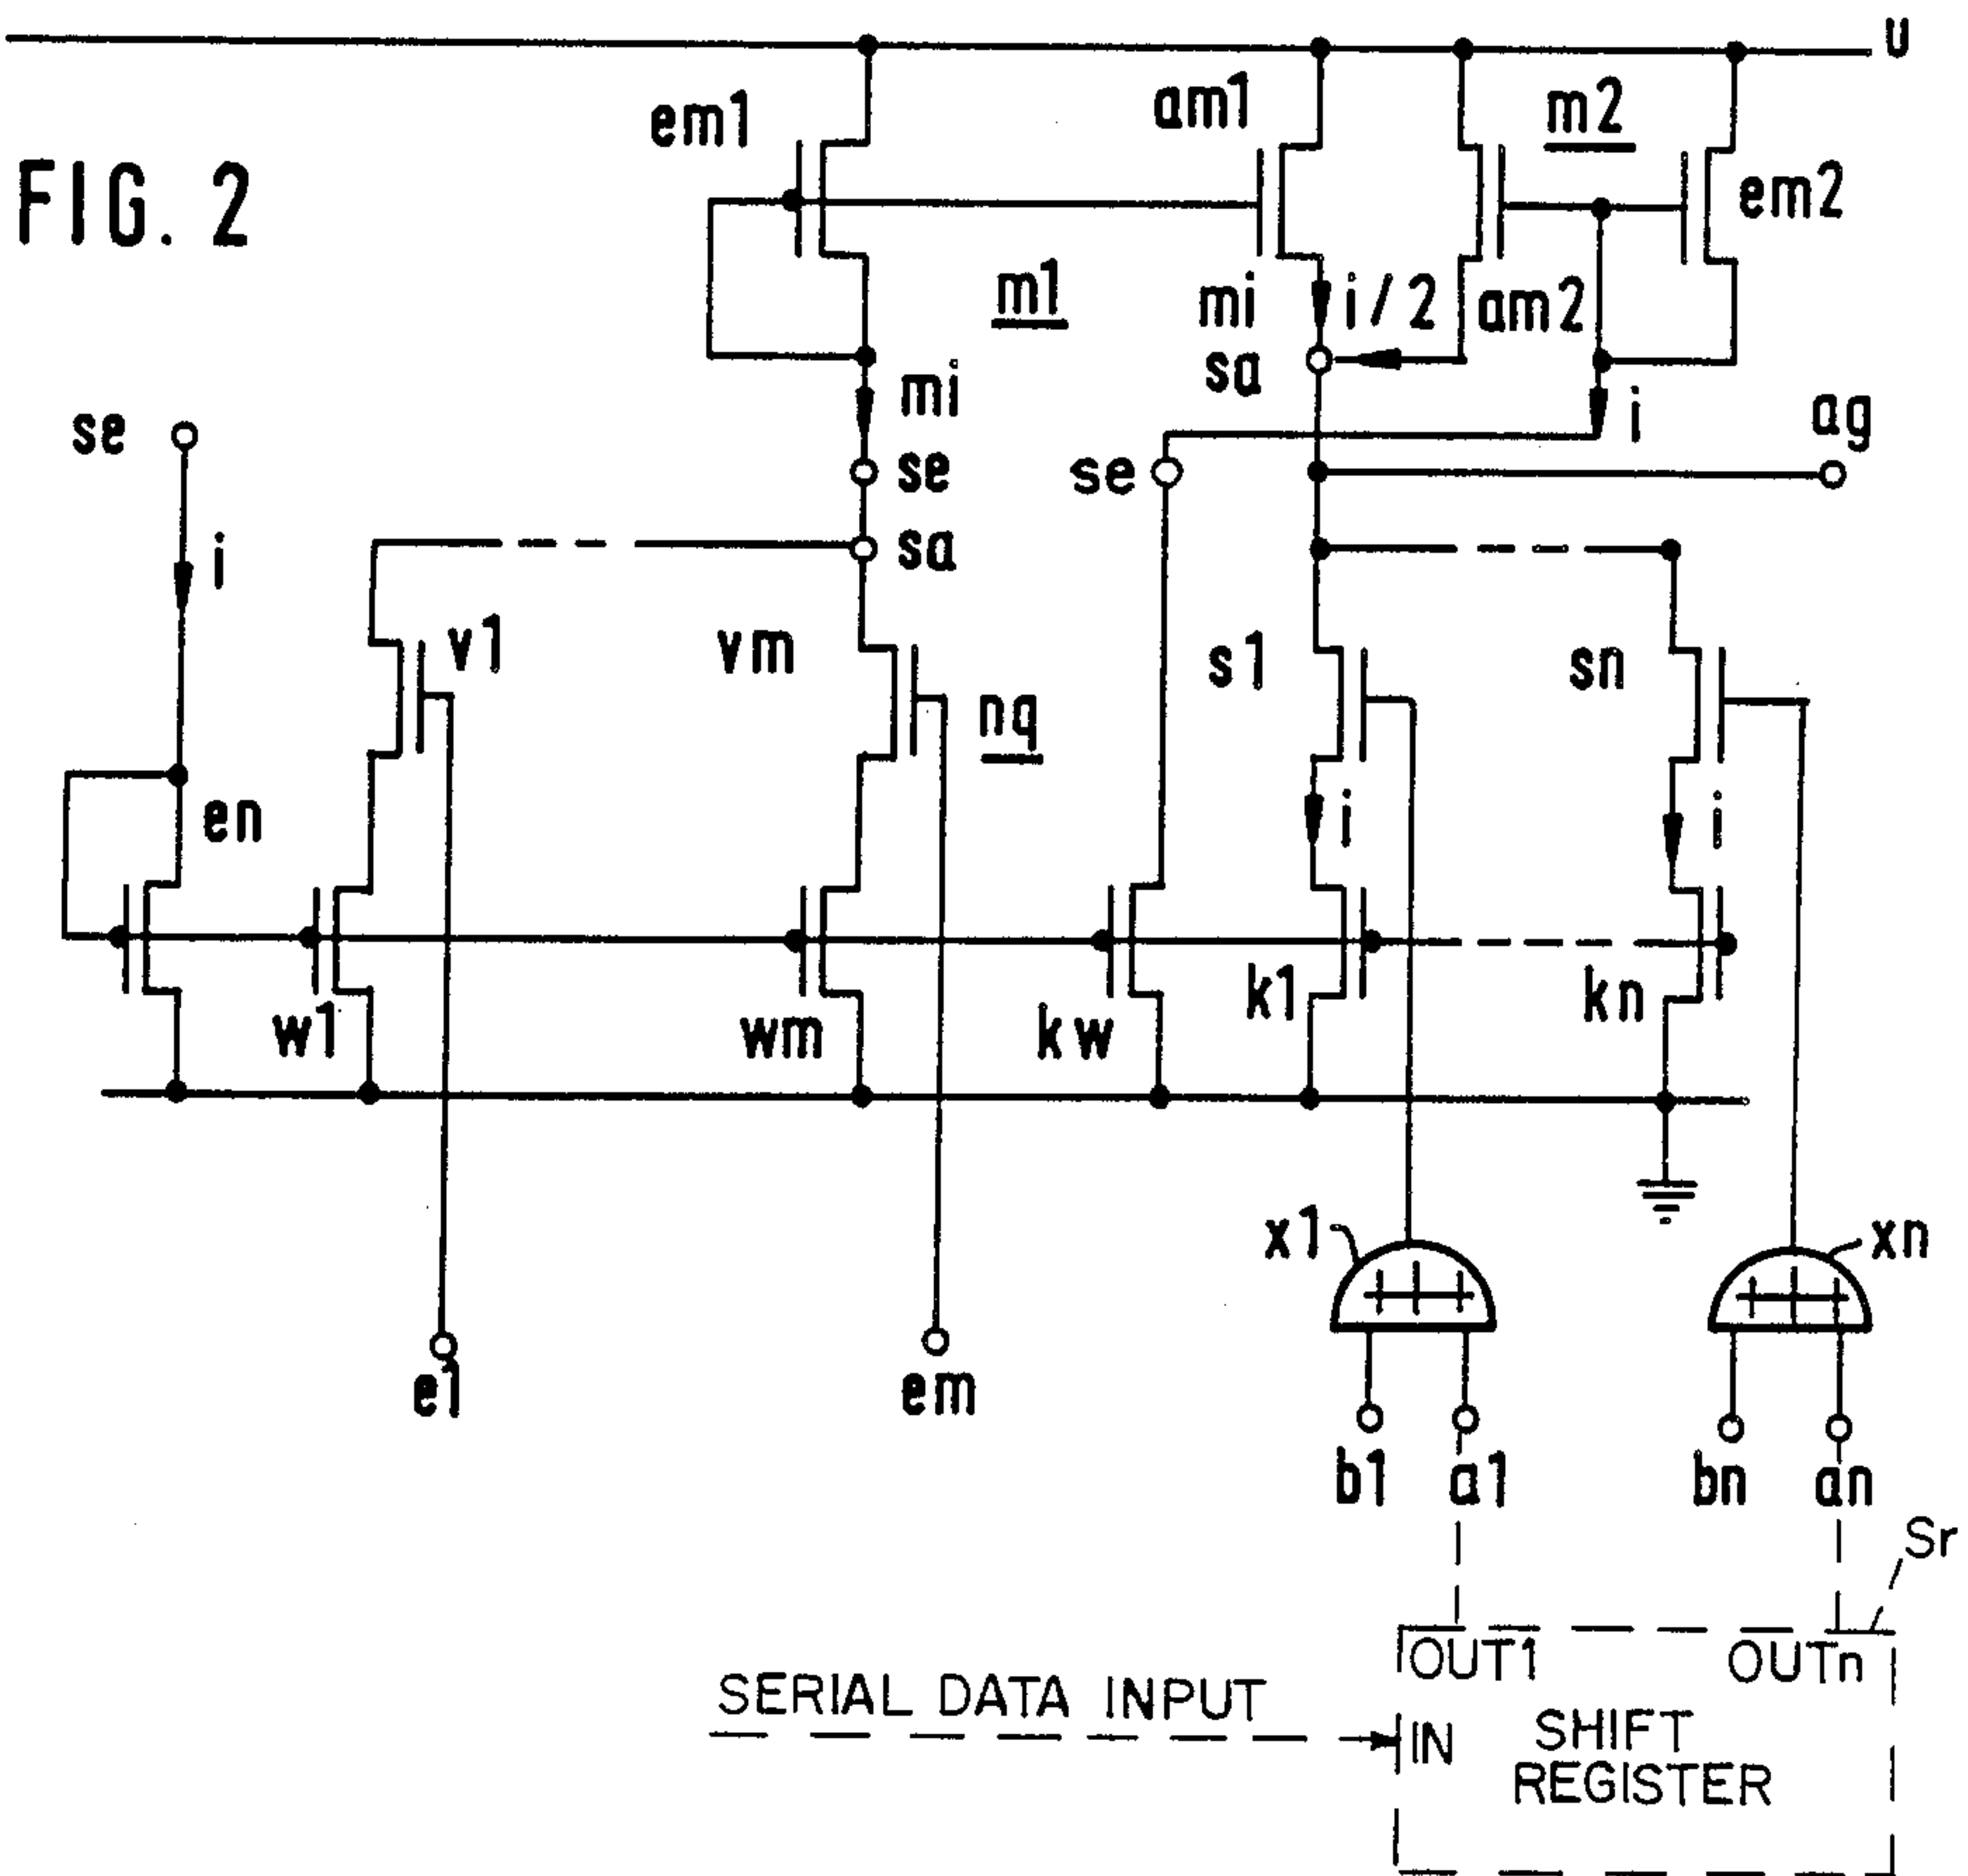 U
em1
am1
m2
FIG. 2
em2
m1
mi
i/2
am2
sa
mi
i
ag
se
se
se
i
sa
v1
vm
s1
sn
nq
en
i
i
w1
wm
kw
k1
kn
x1
xn
e1
em
b1
a1
bn
an
Sr
OUT1
OUTn
SERIAL DATA INPUT
IN
SHIFT
REGISTER